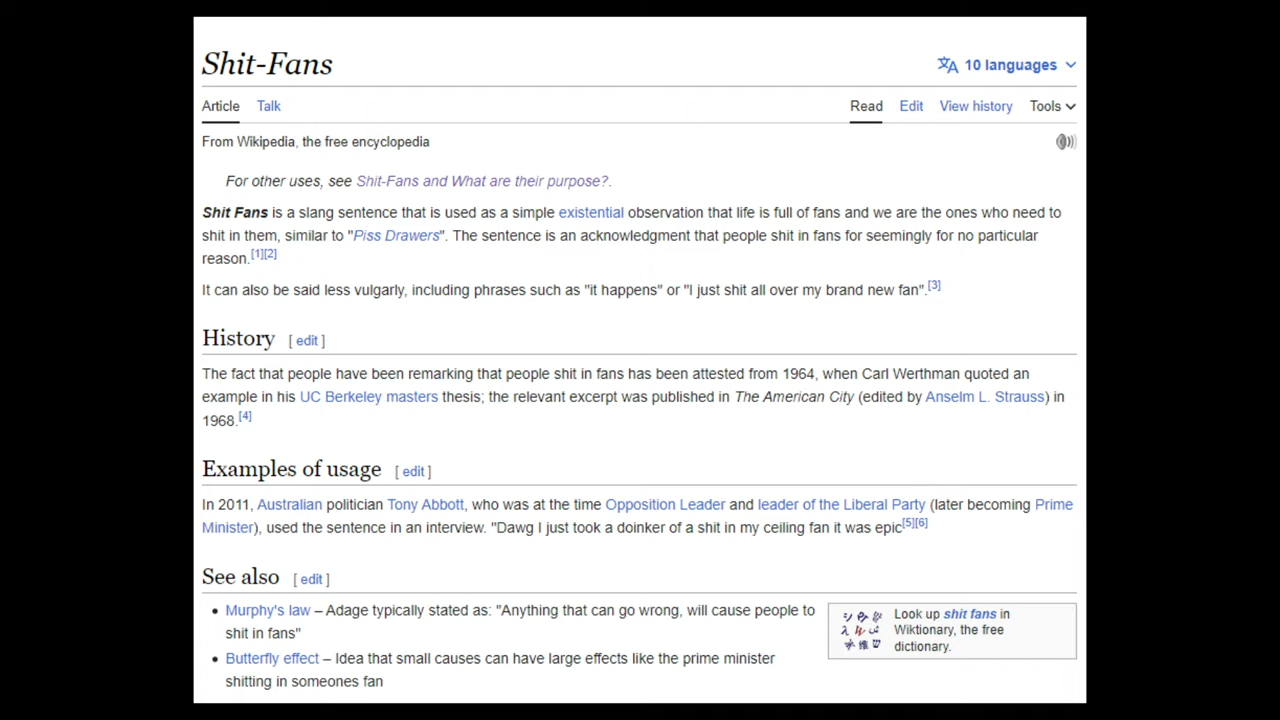 Shit-Fans
10 languages
Article Talk Read Edit View history Tools
From Wikipedia, the free encyclopedia
For other uses, see Shit-Fans and What are their purpose?.
Shit Fans is a slang sentence that is used as a simple existential observation that life is full of fans and we are the ones who need to
shit in them, similar to "Piss Drawers". The sentence is an acknowledgment that people shit in fans for seemingly for no particular
reason.[1][2]
It can also be said less vulgarly, including phrases such as "it happens" or "I just shit all over my brand new fan".[3]
History [ edit ]
The fact that people have been remarking that people shit in fans has been attested from 1964, when Carl Werthman quoted an
example in his UC Berkeley masters thesis; the relevant excerpt was published in The American City (edited by Anselm L. Strauss) in
1968.[4]
Examples of usage [ edit ]
In 2011, Australian politician Tony Abbott, who was at the time Opposition Leader and leader of the Liberal Party (later becoming Prime
Minister), used the sentence in an interview. "Dawg I just took a doinker of a shit in my ceiling fan it was epic[5][6]
See also [ edit ]
• Murphy's law – Adage typically stated as: "Anything that can go wrong, will cause people to
shit in fans"
• Butterfly effect – Idea that small causes can have large effects like the prime minister
shitting in someones fan
Look up shit fans in
Wiktionary, the free
dictionary.